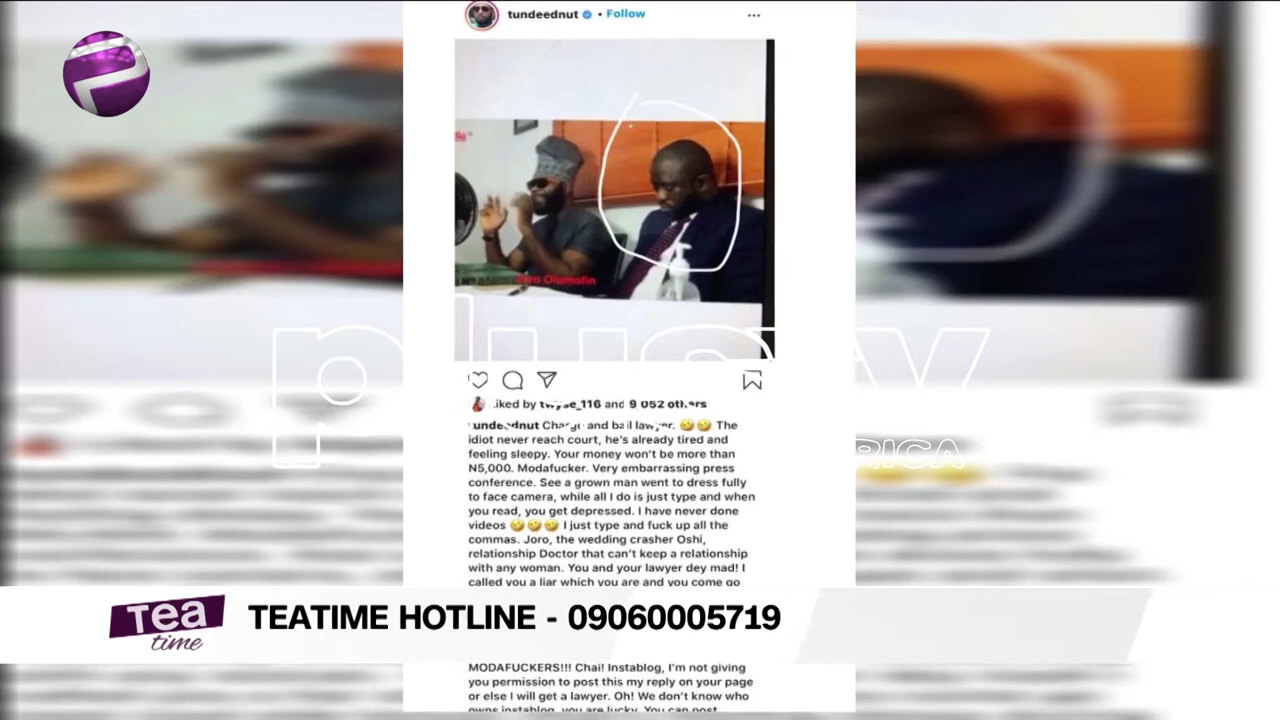 tundeednut • Follow
Olumofin
plustv
RICA
Liked by twyse_116 and 9,052 others
tundeednut Charge and bail lawyer. 🤣🤣 The
idiot never reach court, he's already tired and
feeling sleepy. Your money won't be more than
N5,000. Modafucker. Very embarrassing press
conference. See a grown man went to dress fully
to face camera, while all I do is just type and when
you read, you get depressed. I have never done
videos 🤣🤣🤣 I just type and fuck up all the
commas. Joro, the wedding crasher Oshi,
relationship Doctor that can't keep a relationship
with any woman. You and your lawyer dey mad! I
called you a liar which you are and you come go
Tea
time
TEATIME HOTLINE - 09060005719
MODAFUCKERS!!! Chai! Instablog, I'm not giving
you permission to post this my reply on your page
or else I will get a lawyer. Oh! We don't know who
owns instablog, you are lucky. You can post